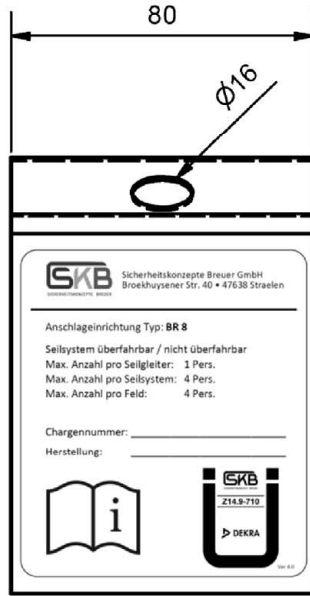 80
Ø16
SKB
SICHERHEITSKONZEPTE BREUER
Sicherheitskonzepte Breuer GmbH
Broekhuysener Str. 40 • 47638 Straelen
Anschlageinrichtung Typ: BR 8
Seilsystem überfahrbar / nicht überfahrbar
Max. Anzahl pro Seilgleiter: 1 Pers.
Max. Anzahl pro Seilsystem: 4 Pers.
Max. Anzahl pro Feld: 4 Pers.
Chargennummer:
Herstellung:
i
SKB
Z14.9-710
DEKRA